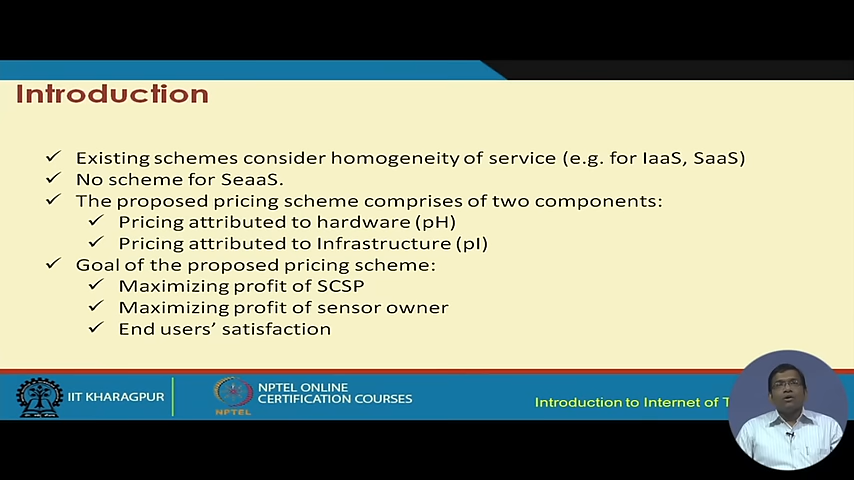 Introduction
✓ Existing schemes consider homogeneity of service (e.g. for IaaS, SaaS)
✓ No scheme for SeaaS.
✓ The proposed pricing scheme comprises of two components:
✓ Pricing attributed to hardware (pH)
✓ Pricing attributed to Infrastructure (pI)
✓ Goal of the proposed pricing scheme:
✓ Maximizing profit of SCSP
✓ Maximizing profit of sensor owner
✓ End users’ satisfaction
IIT KHARAGPUR
NPTEL
NPTEL ONLINE
CERTIFICATION COURSES
Introduction to Internet of T